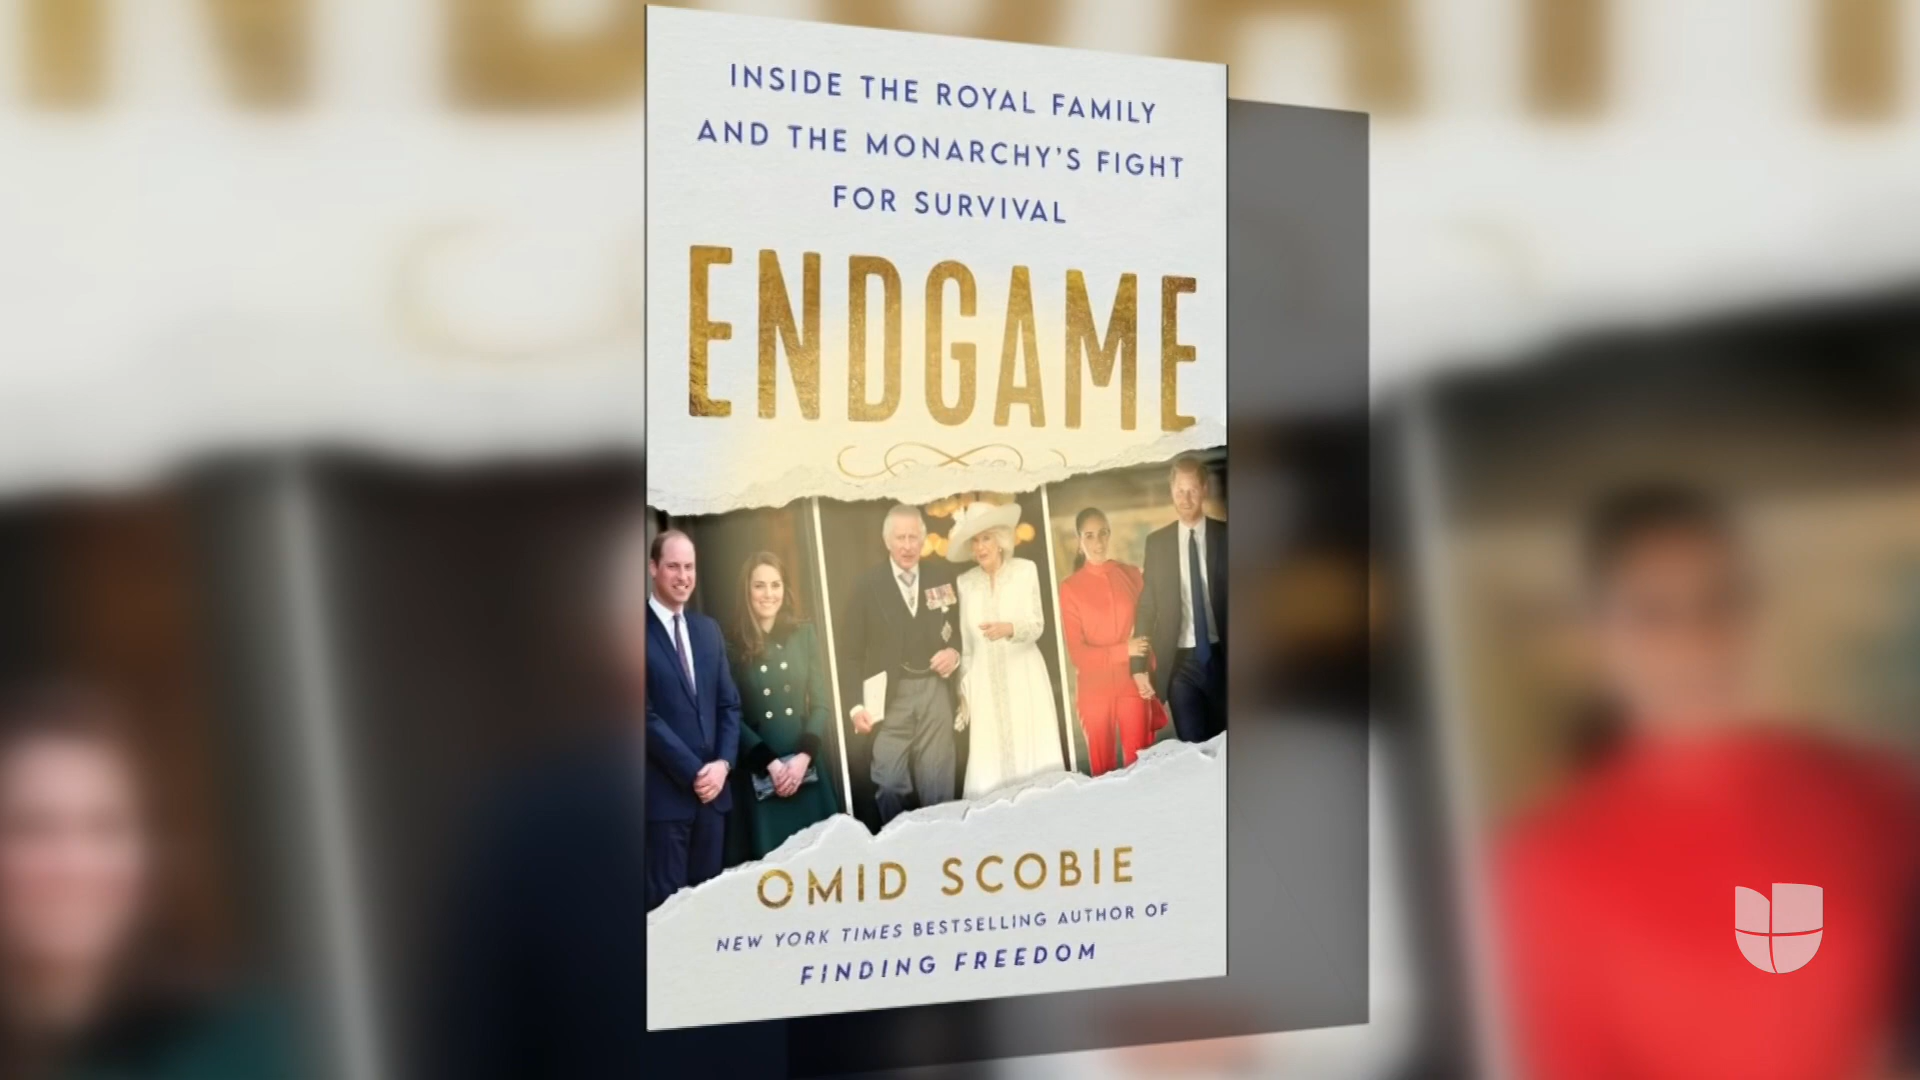 INSIDE THE ROYAL FAMILY
AND THE MONARCHY'S FIGHT
FOR SURVIVAL
ENDGAME
OMID SCOBIE
NEW YORK TIMES BESTSELLING AUTHOR OF
FINDING FREEDOM